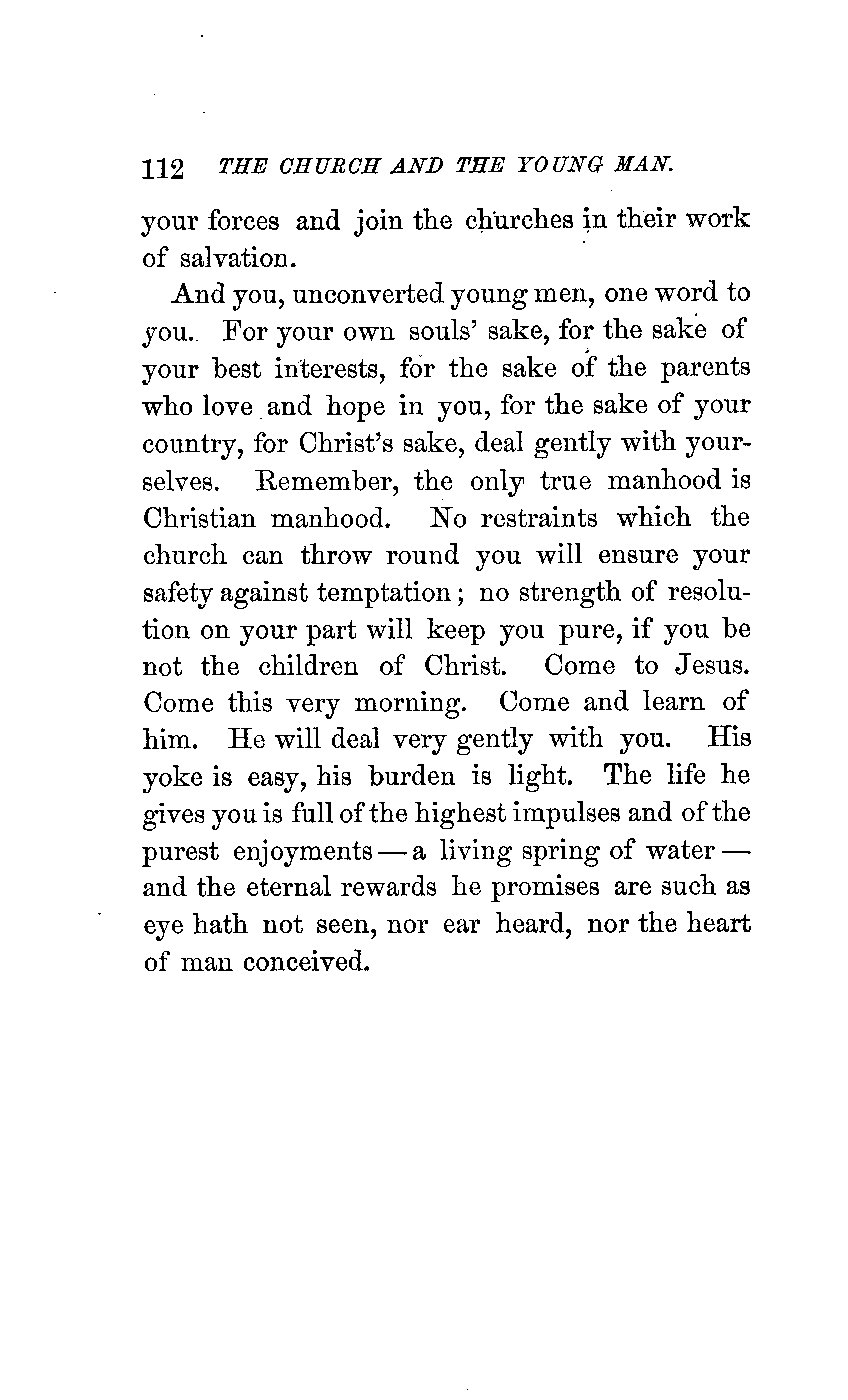 112 THE CHURCH AND THE YOUNG MAN.
your forces and join the churches in their work
of salvation.
And you, unconverted young men, one word to
you. For your own souls' sake, for the sake of
your best interests, for the sake of the parents
who love and hope in you, for the sake of your
country, for Christ's sake, deal gently with your-
selves. Remember, the only true manhood is
Christian manhood. No restraints which the
church can throw round you will ensure your
safety against temptation; no strength of resolu-
tion on your part will keep you pure, if you be
not the children of Christ. Come to Jesus.
Come this very morning. Come and learn of
him. He will deal very gently with you. His
yoke is easy, his burden is light. The life he
gives you is full of the highest impulses and of the
purest enjoyments — a living spring of water —
and the eternal rewards he promises are such as
eye hath not seen, nor ear heard, nor the heart
of man conceived.